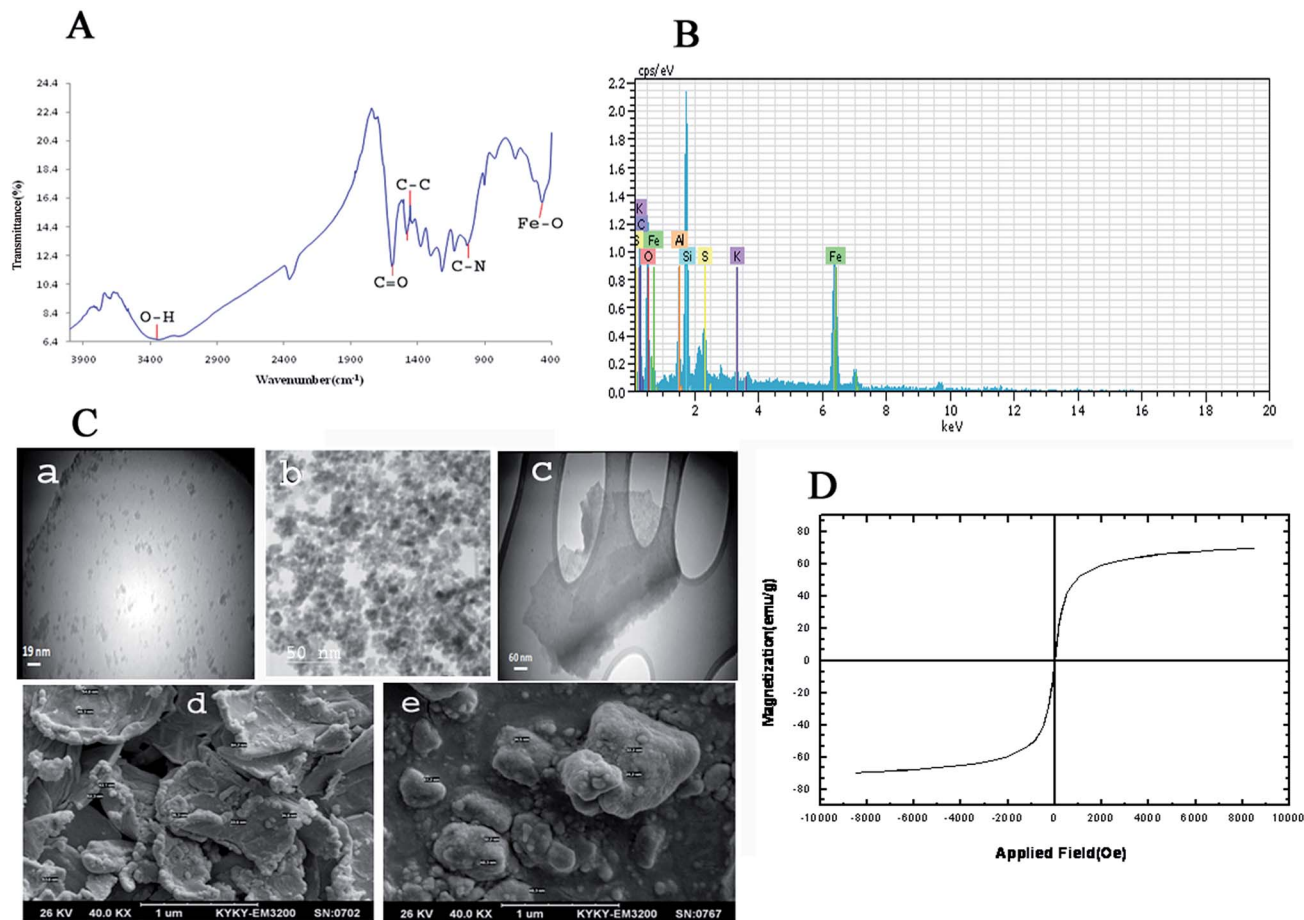 A
24.4
22.4
20.4
18.4
16.4
14.4
12.4
10.4
8.4
6.4
Transmittance(%)
3900 3400 2900 2400 1900 1400 900 400
Wavenumber(cm-1)
O-H
C=O
C-C
C-N
Fe-O
B
cps/eV
2.2
2.0
1.8
1.6
1.4
1.2
1.0
0.8
0.6
0.4
0.2
0.0
K
C
S Fe Al
O Si S K Fe
2 4 6 8 10 12 14 16 18 20
keV
C
a
19 nm
b
50 nm
c
60 nm
d
26 KV 40.0 KX 1 um KYKY-EM3200 SN:0702
e
26 KV 40.0 KX 1 um KYKY-EM3200 SN:0767
D
80
60
40
20
0
-20
-40
-60
-80
Magnetization(emu/g)
-10000 -8000 -6000 -4000 -2000 0 2000 4000 6000 8000 10000
Applied Field(Oe)